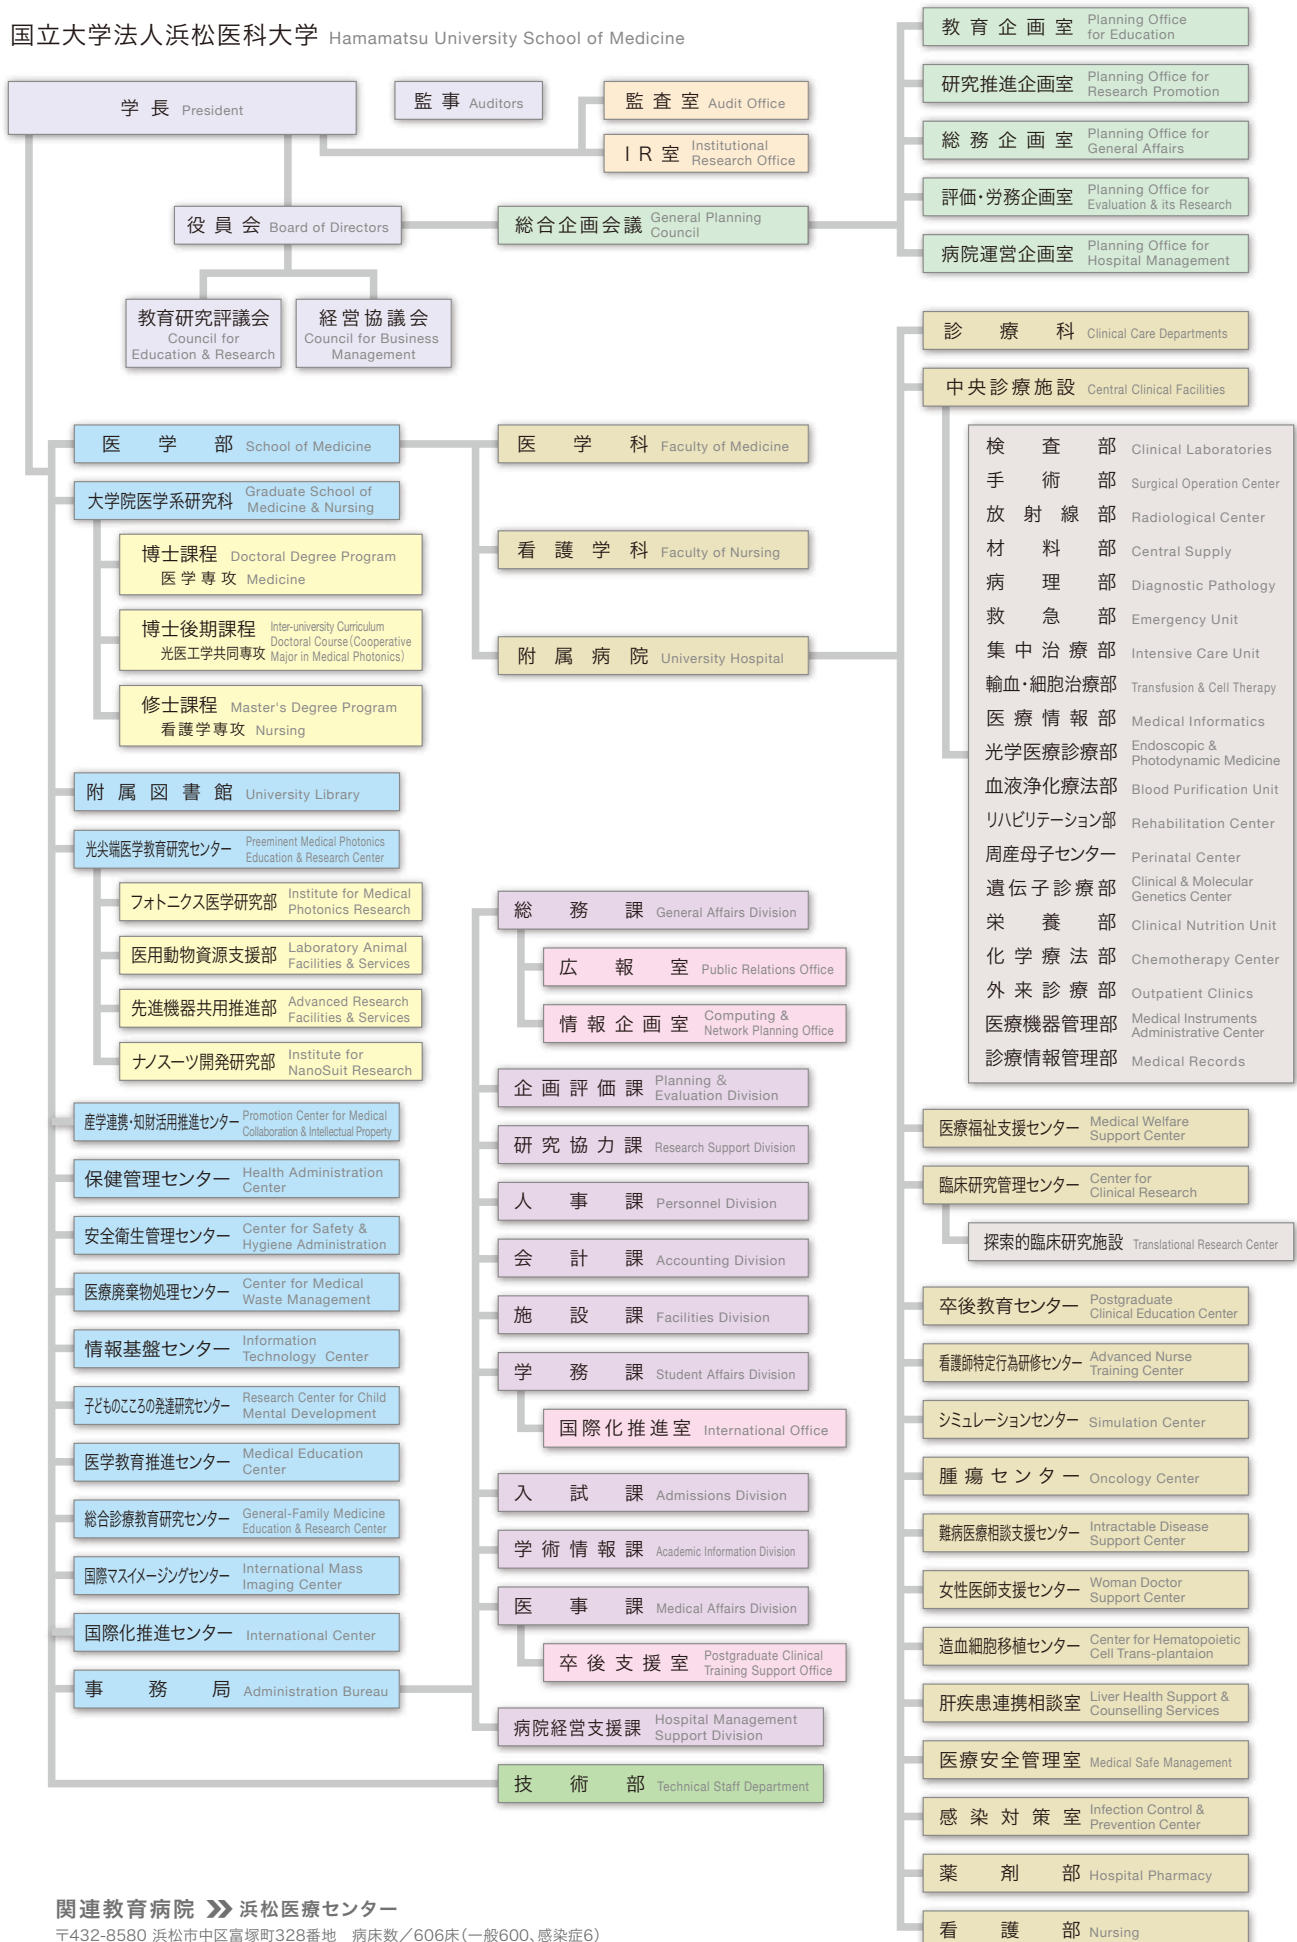 国立大学法人浜松医科大学 Hamamatsu University School of Medicine
学長 President
監事 Auditors
監査室 Audit Office
IR室 Institutional
Research Office
役員会 Board of Directors
総合企画会議 General Planning
Council
教育企画室 Planning Office
for Education
研究推進企画室 Planning Office for
Research Promotion
総務企画室 Planning Office for
General Affairs
評価・労務企画室 Planning Office for
Evaluation & its Research
病院運営企画室 Planning Office for
Hospital Management
教育研究評議会
Council for
Education & Research
経営協議会
Council for Business
Management
医学部 School of Medicine
大学院医学系研究科 Graduate School of
Medicine & Nursing
博士課程 Doctoral Degree Program
医学専攻 Medicine
博士後期課程 Inter-university Curriculum
Doctoral Course(Cooperative
光医工学共同専攻 Major in Medical Photonics)
修士課程 Master's Degree Program
看護学専攻 Nursing
附属図書館 University Library
光尖端医学教育研究センター Preeminent Medical Photonics
Education & Research Center
フォトニクス医学研究部 Institute for Medical
Photonics Research
医用動物資源支援部 Laboratory Animal
Facilities & Services
先進機器共用推進部 Advanced Research
Facilities & Services
ナノスーツ開発研究部 Institute for
NanoSuit Research
産学連携・知財活用推進センター Promotion Center for Medical
Collaboration & Intellectual Property
保健管理センター Health Administration
Center
安全衛生管理センター Center for Safety &
Hygiene Administration
医療廃棄物処理センター Center for Medical
Waste Management
情報基盤センター Information
Technology Center
子どものこころの発達研究センター Research Center for Child
Mental Development
医学教育推進センター Medical Education
Center
総合診療教育研究センター General-Family Medicine
Education & Research Center
国際マスイメージングセンター International Mass
Imaging Center
国際化推進センター International Center
事務局 Administration Bureau
医学科 Faculty of Medicine
看護学科 Faculty of Nursing
附属病院 University Hospital
総務課 General Affairs Division
広報室 Public Relations Office
情報企画室 Computing &
Network Planning Office
企画評価課 Planning &
Evaluation Division
研究協力課 Research Support Division
人事課 Personnel Division
会計課 Accounting Division
施設課 Facilities Division
学務課 Student Affairs Division
国際化推進室 International Office
入試課 Admissions Division
学術情報課 Academic Information Division
医事課 Medical Affairs Division
卒後支援室 Postgraduate Clinical
Training Support Office
病院経営支援課 Hospital Management
Support Division
技術部 Technical Staff Department
診療科 Clinical Care Departments
中央診療施設 Central Clinical Facilities
検査部 Clinical Laboratories
手術部 Surgical Operation Center
放射線部 Radiological Center
材料部 Central Supply
病理部 Diagnostic Pathology
救急部 Emergency Unit
集中治療部 Intensive Care Unit
輸血・細胞治療部 Transfusion & Cell Therapy
医療情報部 Medical Informatics
光学医療診療部 Endoscopic &
Photodynamic Medicine
血液浄化療法部 Blood Purification Unit
リハビリテーション部 Rehabilitation Center
周産母子センター Perinatal Center
遺伝子診療部 Clinical & Molecular
Genetics Center
栄養部 Clinical Nutrition Unit
化学療法部 Chemotherapy Center
外来診療部 Outpatient Clinics
医療機器管理部 Medical Instruments
Administrative Center
診療情報管理部 Medical Records
医療福祉支援センター Medical Welfare
Support Center
臨床研究管理センター Center for
Clinical Research
探索的臨床研究施設 Translational Research Center
卒後教育センター Postgraduate
Clinical Education Center
看護師特定行為研修センター Advanced Nurse
Training Center
シミュレーションセンター Simulation Center
腫瘍センター Oncology Center
難病医療相談支援センター Intractable Disease
Support Center
女性医師支援センター Woman Doctor
Support Center
造血細胞移植センター Center for Hematopoietic
Cell Trans-plantaion
肝疾患連携相談室 Liver Health Support &
Counselling Services
医療安全管理室 Medical Safe Management
感染対策室 Infection Control &
Prevention Center
薬剤部 Hospital Pharmacy
看護部 Nursing
関連教育病院 浜松医療センター
〒432-8580 浜松市中区富塚町328番地 病床数／606床(一般600、感染症6)